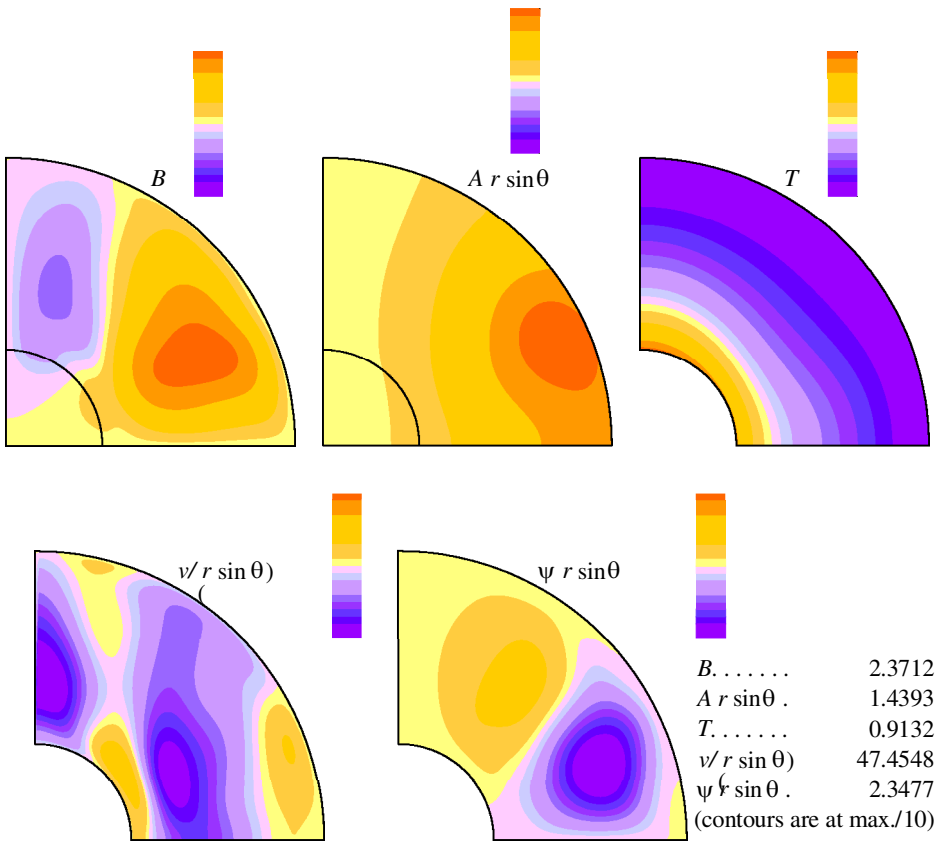 B
A r sinθ
T
v/ r sin θ)
(
ψ r sinθ
B. . . . . . . 2.3712
A r sinθ . 1.4393
T. . . . . . . 0.9132
v/ r sin θ) 47.4548
(
ψ r sinθ . 2.3477
(contours are at max./10)